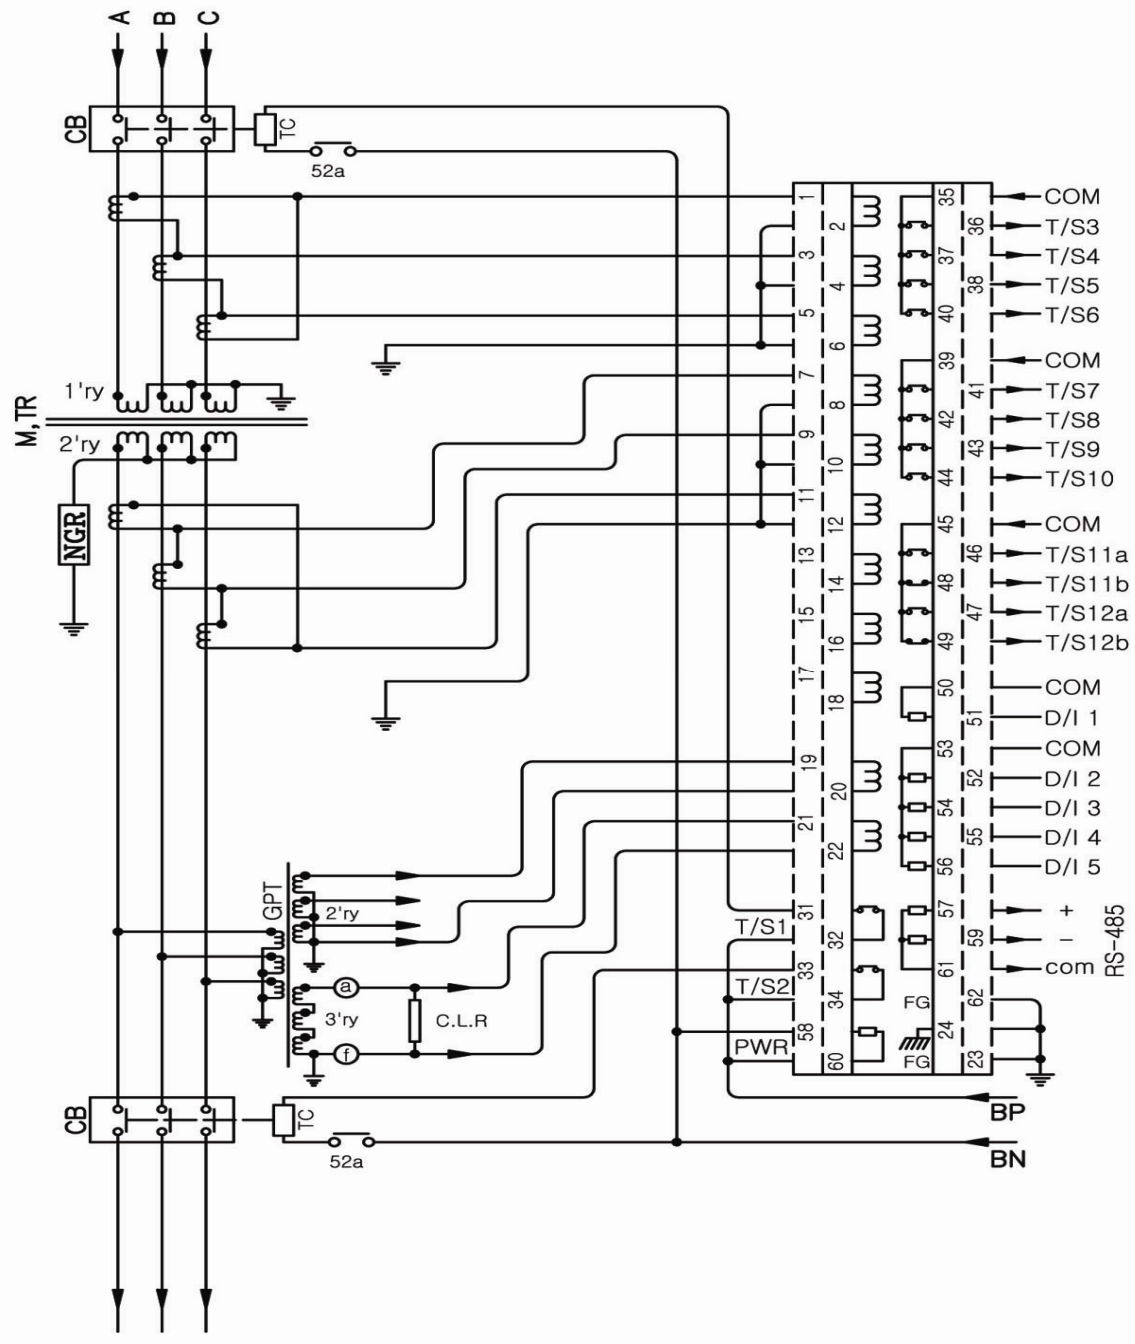 A B C
CB
TC
52a
1 2 3 4 5 6 7 8 9 10 11 12 13 14 15 16 17 18 19 20 21 22 31 32 33 34 58 60
35 36 37 38 40 39 41 42 43 44 45 46 48 47 49 50 51 53 52 54 55 56 57 59 61 62 24 23
COM
T/S3
T/S4
T/S5
T/S6
COM
T/S7
T/S8
T/S9
T/S10
COM
T/S11a
T/S11b
T/S12a
T/S12b
COM
D/I 1
COM
D/I 2
D/I 3
D/I 4
D/I 5
+
−
com
RS-485
M,TR
1'ry
2'ry
NGR
GPT
2'ry
3'ry
a
f
C.L.R
T/S1
T/S2
PWR
FG
FG
BP
BN
CB
TC
52a